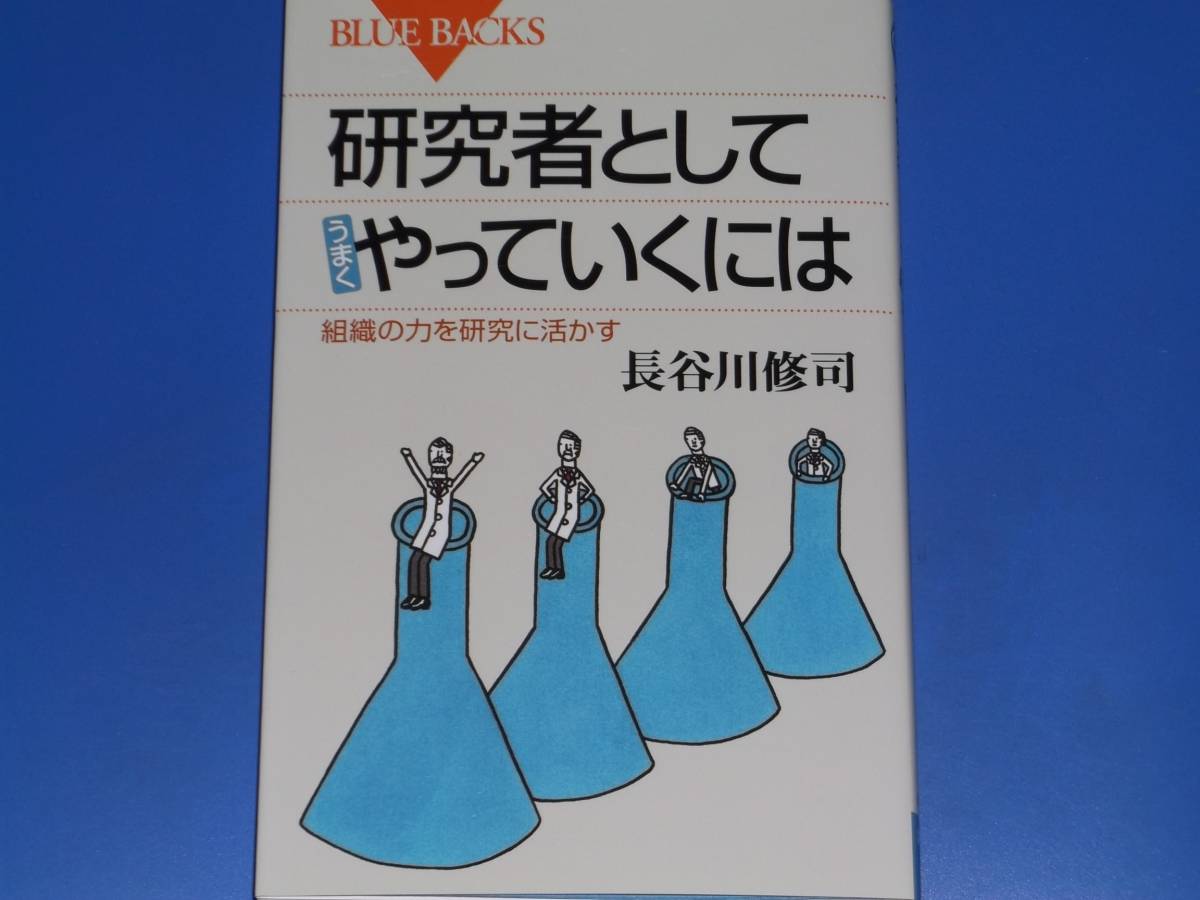 BLUE BACKS
研究者として
うまく
やっていくには
組織の力を研究に活かす
長谷川修司